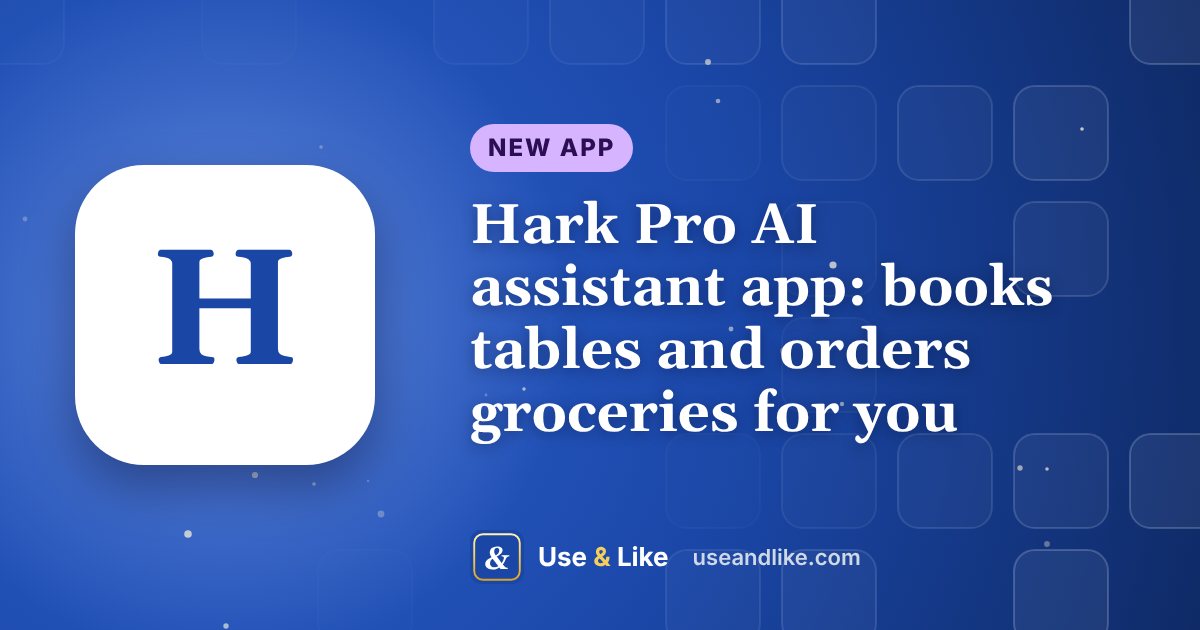 H
NEW APP
Hark Pro AI
assistant app: books
tables and orders
groceries for you
& Use & Like useandlike.com